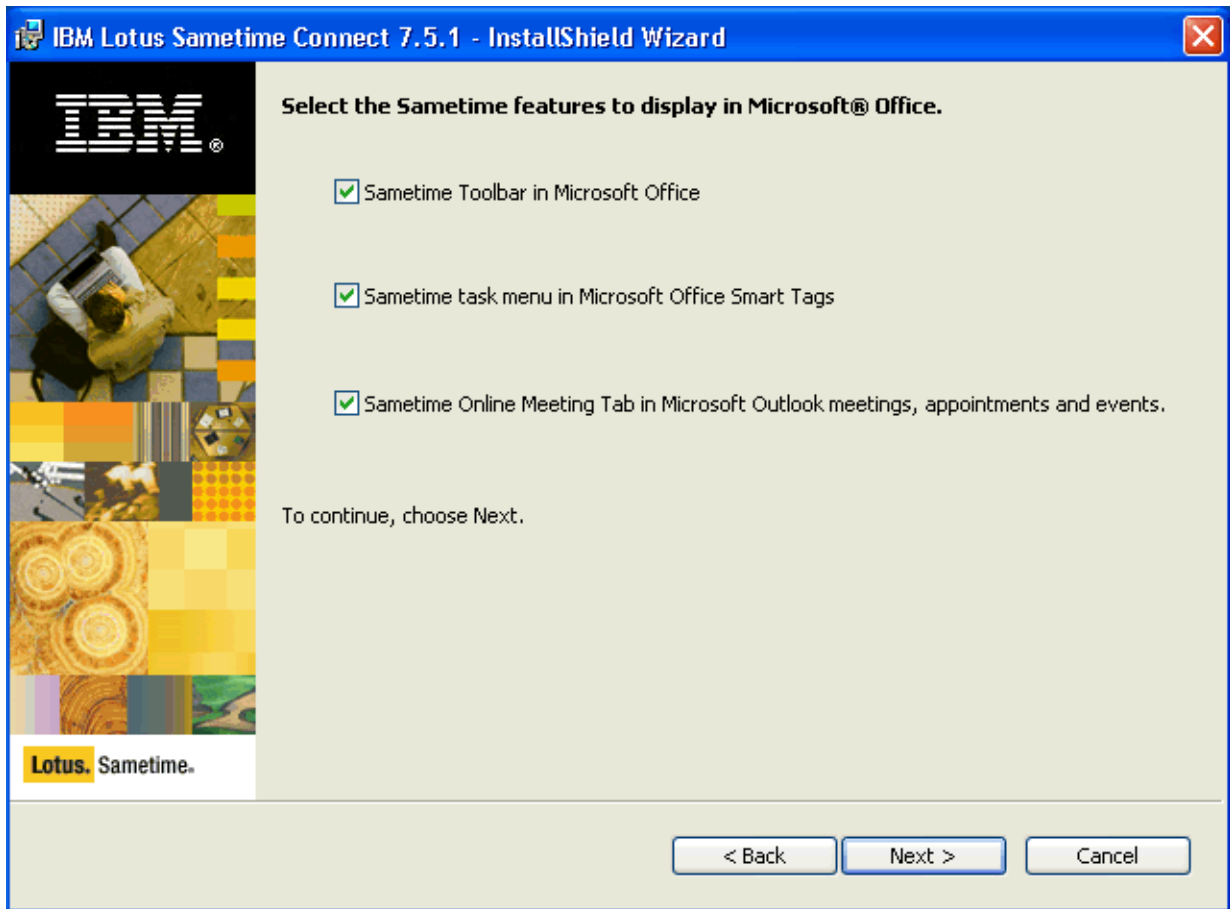 IBM Lotus Sametime Connect 7.5.1 - InstallShield Wizard
IBM®
Select the Sametime features to display in Microsoft® Office.
Sametime Toolbar in Microsoft Office
Sametime task menu in Microsoft Office Smart Tags
Sametime Online Meeting Tab in Microsoft Outlook meetings, appointments and events.
To continue, choose Next.
Lotus. Sametime.
< Back
Next >
Cancel